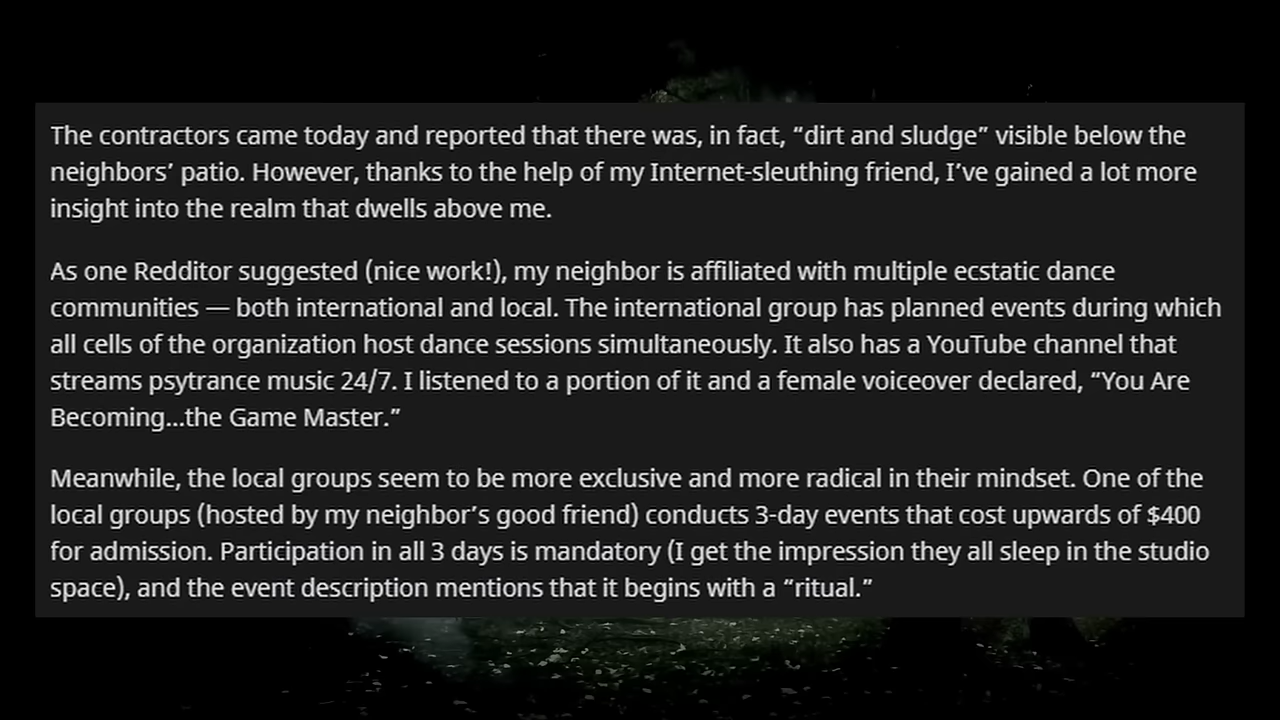 The contractors came today and reported that there was, in fact, “dirt and sludge” visible below the
neighbors’ patio. However, thanks to the help of my Internet-sleuthing friend, I’ve gained a lot more
insight into the realm that dwells above me.
As one Redditor suggested (nice work!), my neighbor is affiliated with multiple ecstatic dance
communities — both international and local. The international group has planned events during which
all cells of the organization host dance sessions simultaneously. It also has a YouTube channel that
streams psytrance music 24/7. I listened to a portion of it and a female voiceover declared, “You Are
Becoming...the Game Master.”
Meanwhile, the local groups seem to be more exclusive and more radical in their mindset. One of the
local groups (hosted by my neighbor’s good friend) conducts 3-day events that cost upwards of $400
for admission. Participation in all 3 days is mandatory (I get the impression they all sleep in the studio
space), and the event description mentions that it begins with a “ritual.”